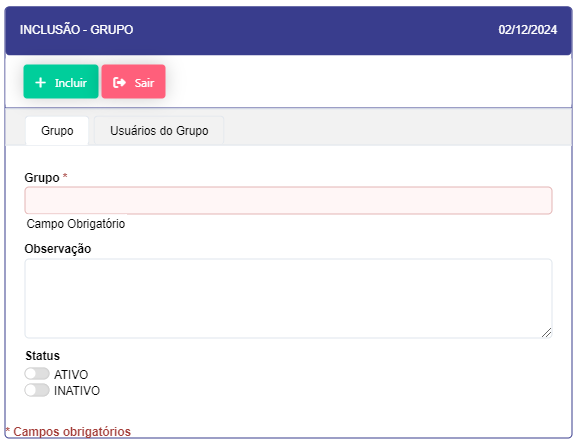 INCLUSÃO - GRUPO 02/12/2024
Incluir Sair
Grupo Usuários do Grupo
Grupo *
Campo Obrigatório
Observação
Status
ATIVO
INATIVO
* Campos obrigatórios